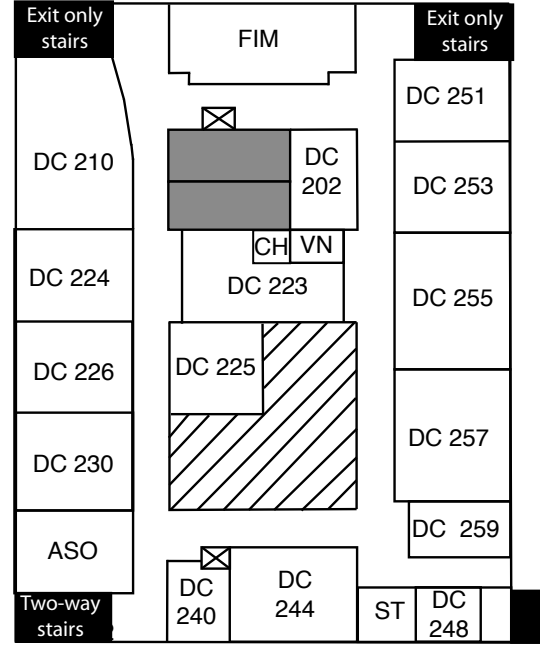 Exit only
stairs
FIM
Exit only
stairs
DC 251
DC 210
DC
202
DC 253
CH
VN
DC 224
DC 223
DC 255
DC 226
DC 225
DC 257
DC 230
DC 259
ASO
DC
240
DC
244
Two-way
stairs
ST
DC
248